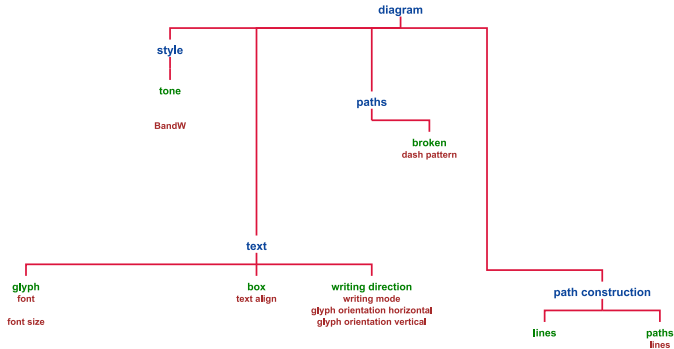 diagram
style
tone
BandW
paths
broken
dash pattern
text
glyph
font
font size
box
text align
writing direction
writing mode
glyph orientation horizontal
glyph orientation vertical
path construction
lines
paths
lines